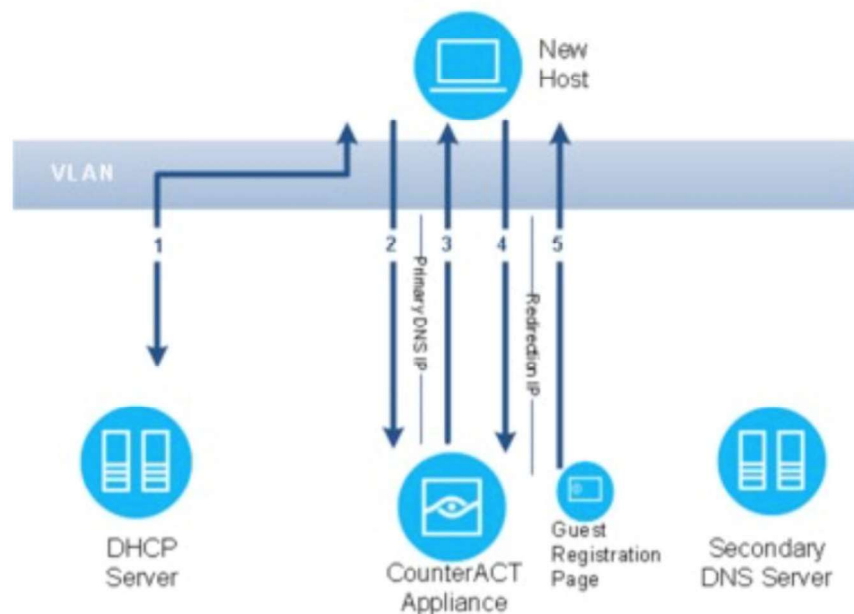 New
Host
VLAN
1
2
3
4
5
Primary DNS IP
Redirection IP
DHCP
Server
CounterACT
Appliance
Guest
Registration
Page
Secondary
DNS Server